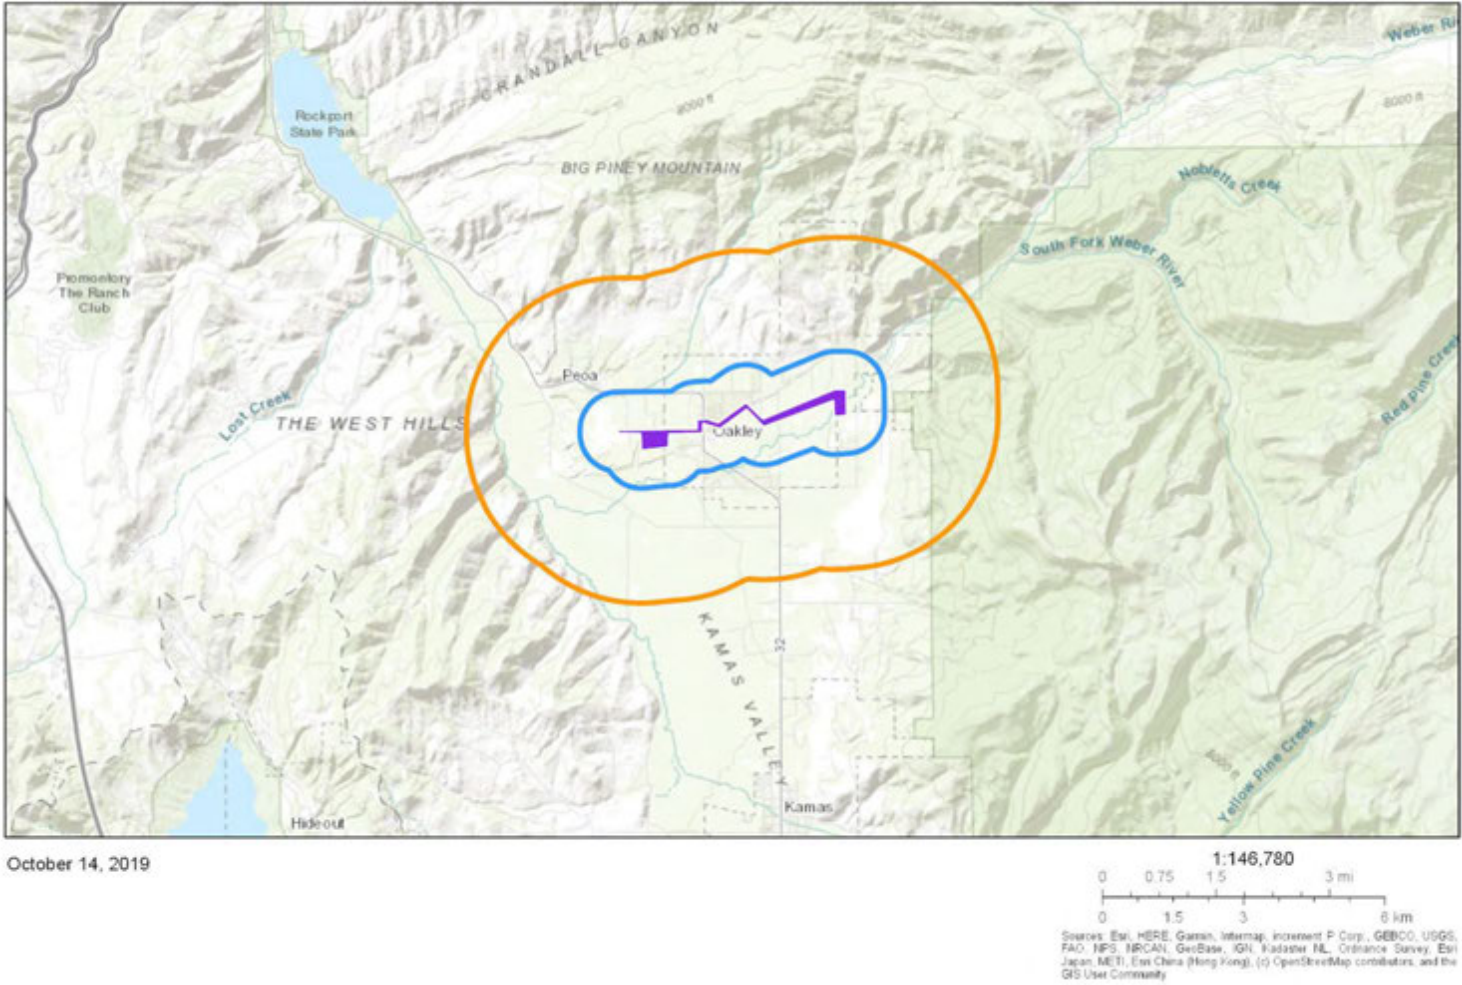 Weber Ri
CRANDALL CANYON
8000 ft
8000 ft
Rockport
State Park
BIG PINEY MOUNTAIN
Nobletts Creek
South Fork Weber River
Promontory
The Ranch
Club
Peoa
Red Pine Creek
Lost Creek
THE WEST HILLS
Oakley
KAMAS VALLEY
32
8000 ft
Yellow Pine Creek
Kamas
Hideout
October 14, 2019
1:146,780
0 0.75 1.5 3 mi
0 1.5 3 6 km
Sources: Esri, HERE, Garmin, Intermap, increment P Corp., GEBCO, USGS,
FAO, NPS, NRCAN, GeoBase, IGN, Kadaster NL, Ordnance Survey, Esri
Japan, METI, Esri China (Hong Kong), (c) OpenStreetMap contributors, and the
GIS User Community